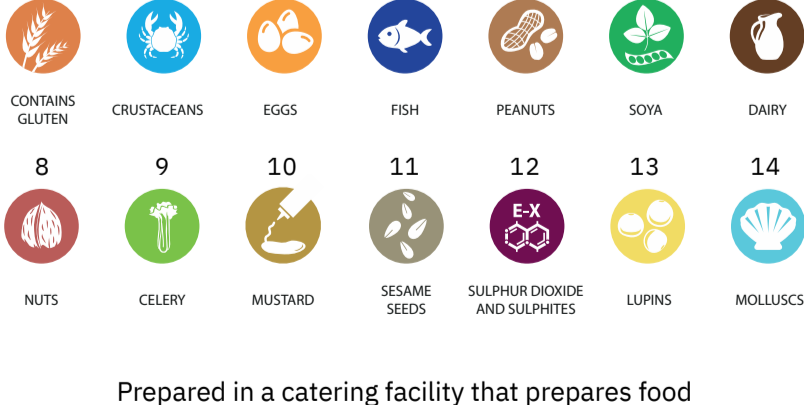 CONTAINS GLUTEN
CRUSTACEANS
EGGS
FISH
PEANUTS
SOYA
DAIRY
8 9 10 11 12 13 14
E-X
NUTS
CELERY
MUSTARD
SESAME SEEDS
SULPHUR DIOXIDE AND SULPHITES
LUPINS
MOLLUSCS
Prepared in a catering facility that prepares food